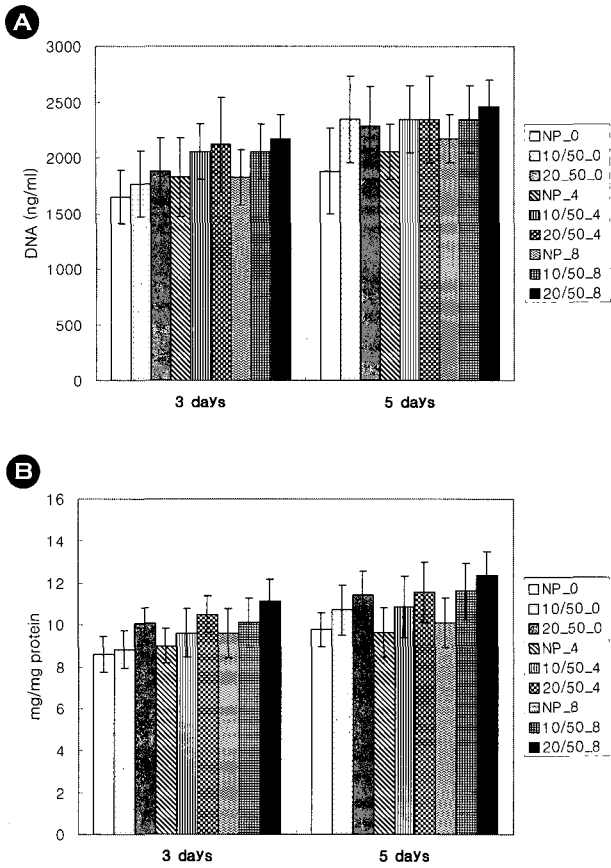 A
3000
2500
2000
1500
1000
500
0
DNA (ng/ml)
3 days
5 days
NP_0
10/50_0
20_50_0
NP_4
10/50_4
20/50_4
NP_8
10/50_8
20/50_8
B
16
14
12
10
8
6
4
2
0
mg/mg protein
3 days
5 days
NP_0
10/50_0
20_50_0
NP_4
10/50_4
20/50_4
NP_8
10/50_8
20/50_8